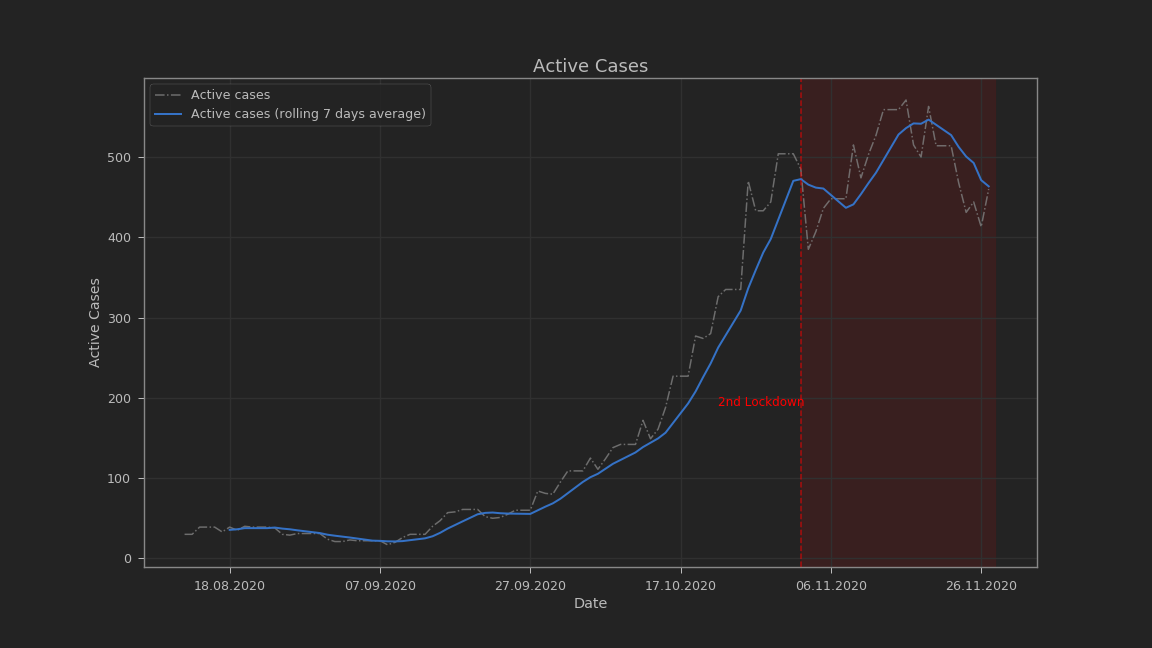 Active Cases
Active cases
Active cases (rolling 7 days average)
500
400
300
200
100
0
Active Cases
2nd Lockdown
18.08.2020 07.09.2020 27.09.2020 17.10.2020 06.11.2020 26.11.2020
Date